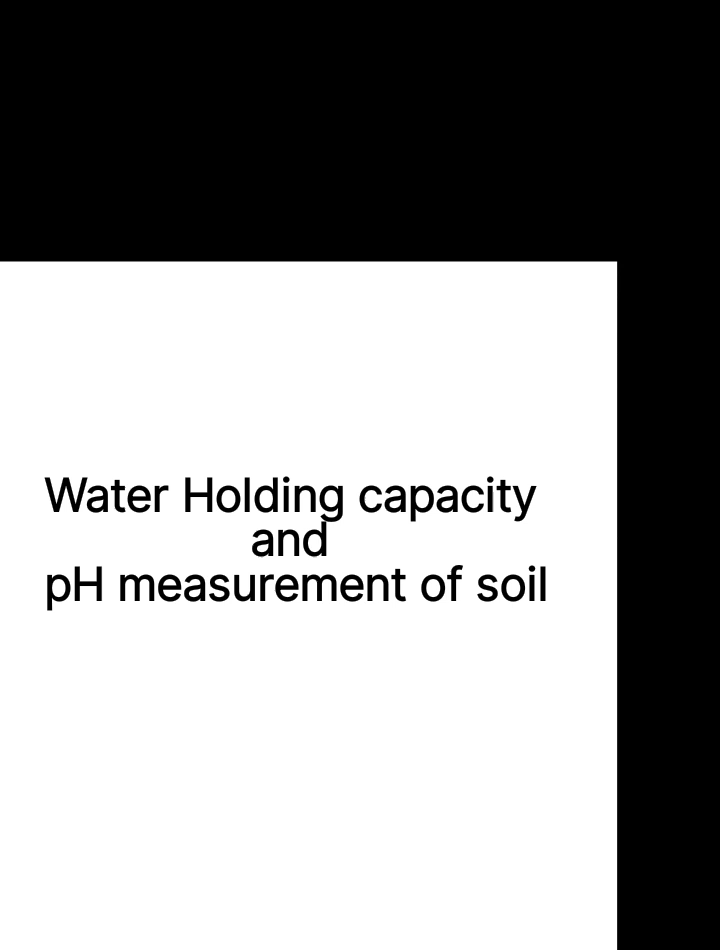 Water Holding capacity
and
pH measurement of soil